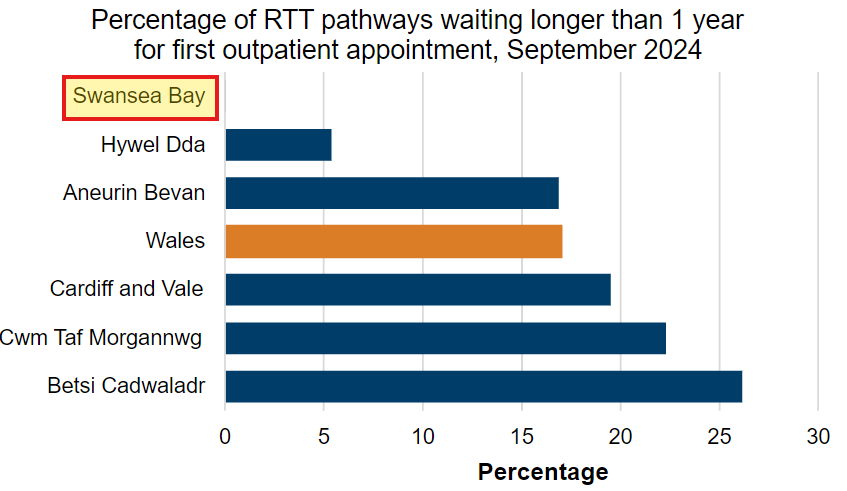 Percentage of RTT pathways waiting longer than 1 year
for first outpatient appointment, September 2024
Swansea Bay
Hywel Dda
Aneurin Bevan
Wales
Cardiff and Vale
Cwm Taf Morgannwg
Betsi Cadwaladr
0 5 10 15 20 25 30
Percentage